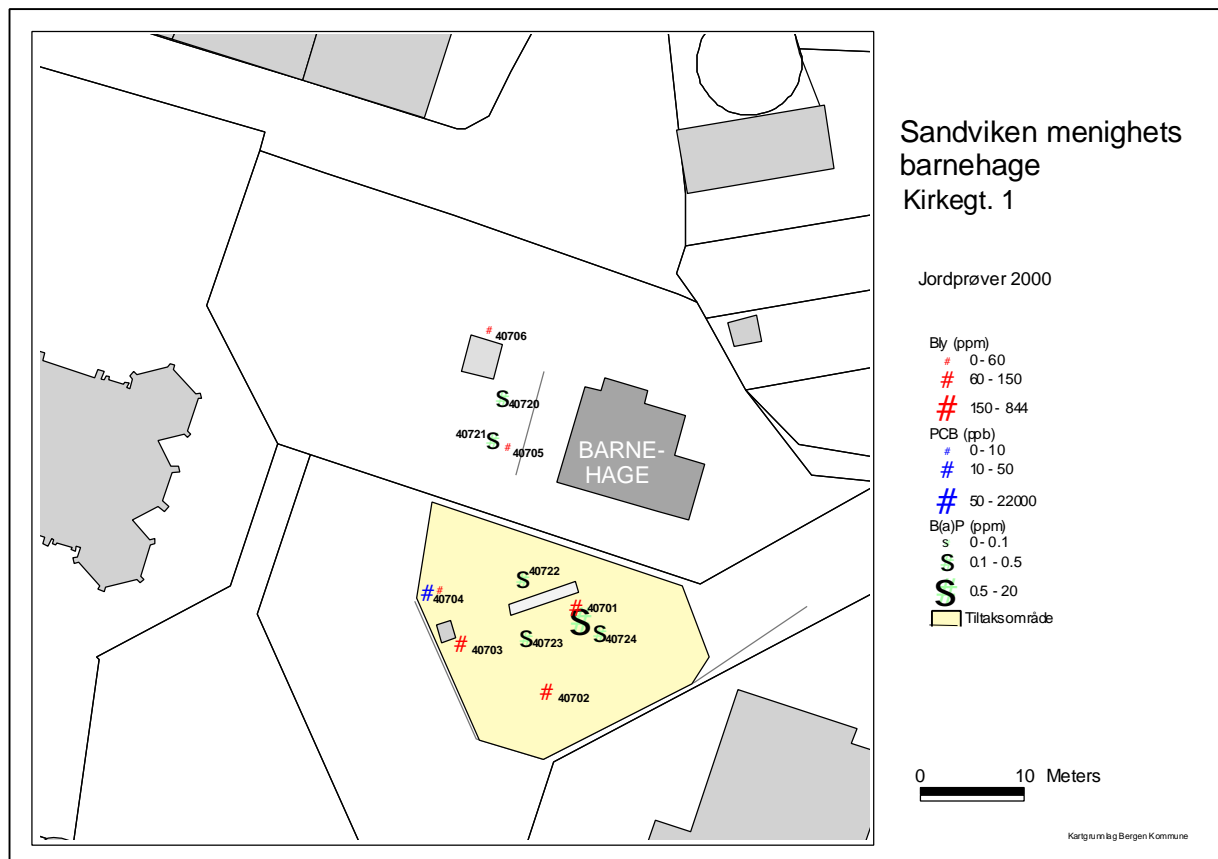 Sandviken menighets
barnehage
Kirkegt. 1
Jordprøver 2000
Bly (ppm)
# 0 - 60
# 60 - 150
# 150 - 844
PCB (ppb)
# 0 - 10
# 10 - 50
# 50 - 22000
B(a)P (ppm)
s 0 - 0.1
S 0.1 - 0.5
S 0.5 - 20
Tiltaksområde
# 40706
S 40720
40721 S
# 40705
BARNE-
HAGE
S 40722
# # 40704
# 40701
S
S 40724
S 40723
# 40703
# 40702
0 10 Meters
Kartgrunnlag Bergen Kommune